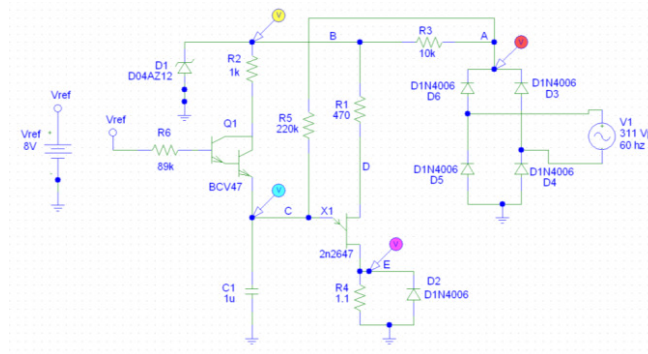 V
R3
B
A
V
10k
D1
D04AZ12
R2
1k
D1N4006
D6
D1N4006
D3
Vref
Vref
R1
470
R5
220k
Q1
R6
V1
311 V
60 hz
Vref
8V
+
-
89k
D
D1N4006
D5
D1N4006
D4
BCV47
V
C
X1
V
2n2647
E
D2
D1N4006
C1
1u
R4
1.1